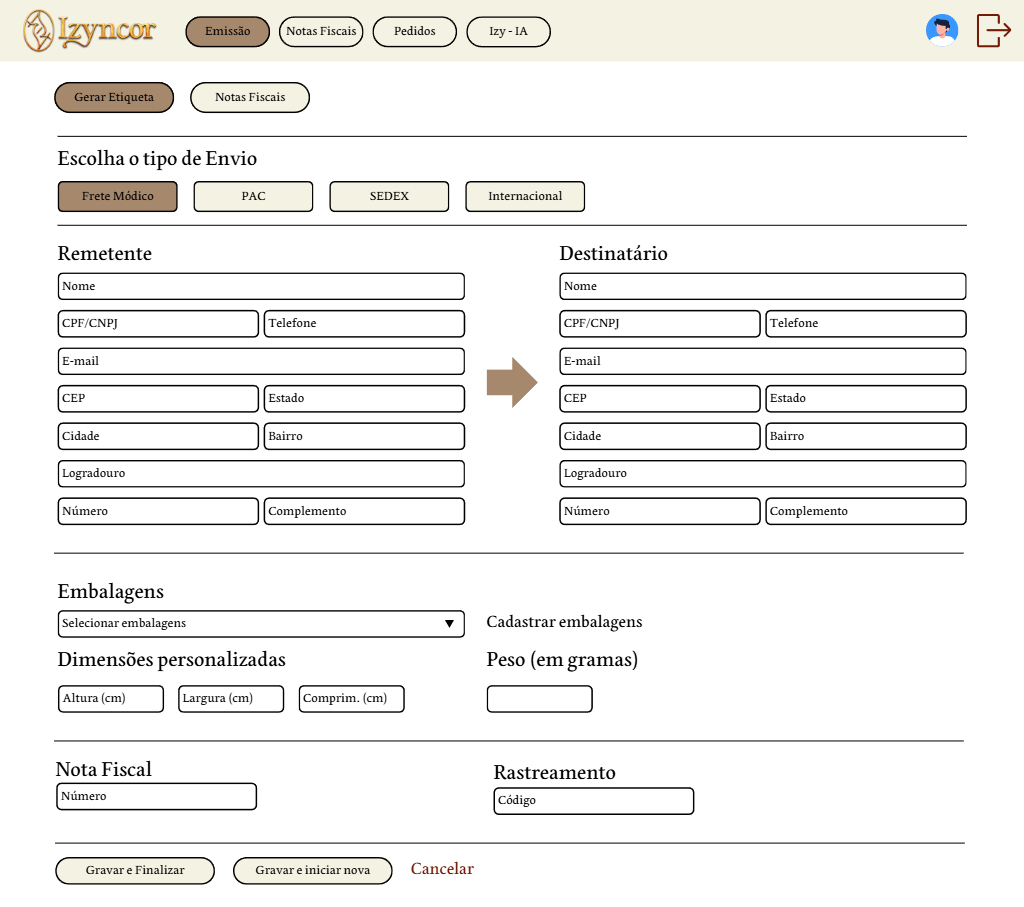 Izyncor
Emissão
Notas Fiscais
Pedidos
Izy - IA
Gerar Etiqueta
Notas Fiscais
Escolha o tipo de Envio
Frete Módico
PAC
SEDEX
Internacional
Remetente
Nome
CPF/CNPJ
Telefone
E-mail
CEP
Estado
Cidade
Bairro
Logradouro
Número
Complemento
Destinatário
Nome
CPF/CNPJ
Telefone
E-mail
CEP
Estado
Cidade
Bairro
Logradouro
Número
Complemento
Embalagens
Selecionar embalagens
Cadastrar embalagens
Dimensões personalizadas
Altura (cm)
Largura (cm)
Comprim. (cm)
Peso (em gramas)
Nota Fiscal
Número
Rastreamento
Código
Gravar e Finalizar
Gravar e iniciar nova
Cancelar